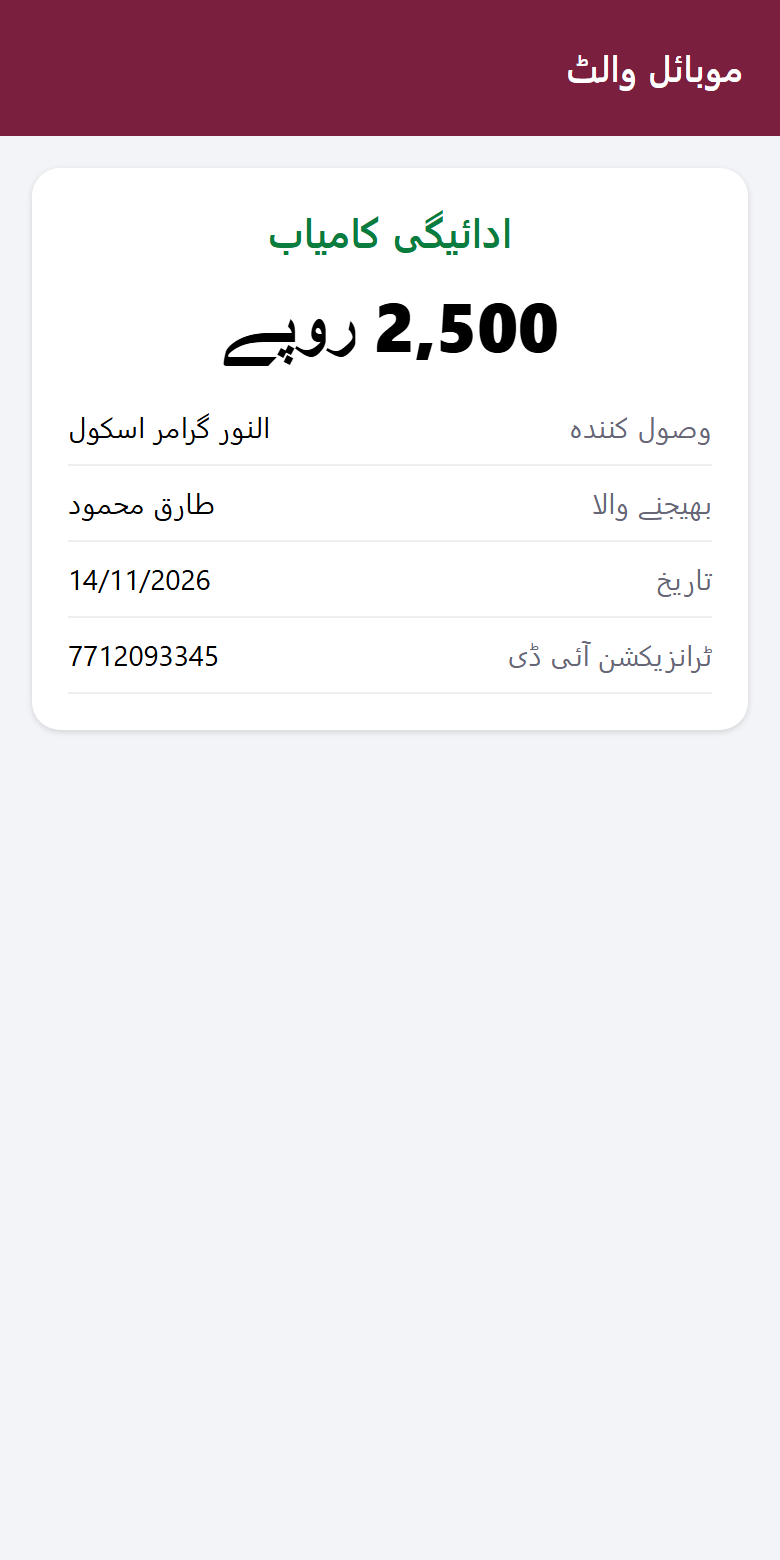 موبائل والٹ
ادائیگی کامیاب
2,500 روپے
وصول کنندہ النور گرامر اسکول
بھیجنے والا طارق محمود
تاریخ 14/11/2026
ٹرانزیکشن آئی ڈی 7712093345